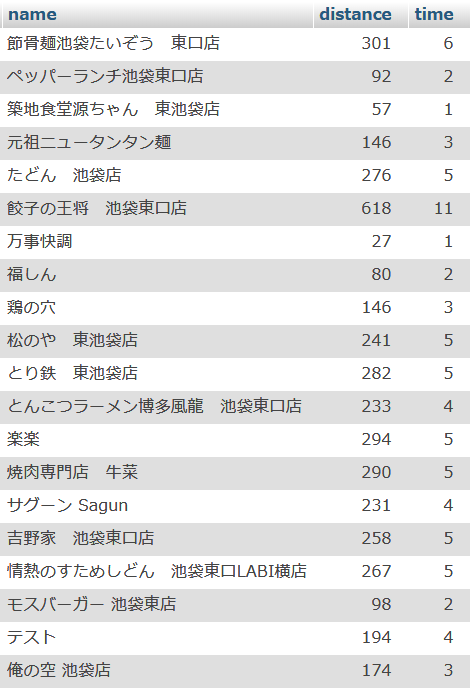 name distance time
節骨麺池袋たいぞう　東口店 301 6
ペッパーランチ池袋東口店 92 2
築地食堂源ちゃん　東池袋店 57 1
元祖ニュータンタン麺 146 3
たどん　池袋店 276 5
餃子の王将　池袋東口店 618 11
万事快調 27 1
福しん 80 2
鶏の穴 146 3
松のや　東池袋店 241 5
とり鉄　東池袋店 282 5
とんこつラーメン博多風龍　池袋東口店 233 4
楽楽 294 5
焼肉専門店　牛菜 290 5
サグーン Sagun 231 4
吉野家　池袋東口店 258 5
情熱のすためしどん　池袋東口LABI横店 267 5
モスバーガー 池袋東店 98 2
テスト 194 4
俺の空 池袋店 174 3